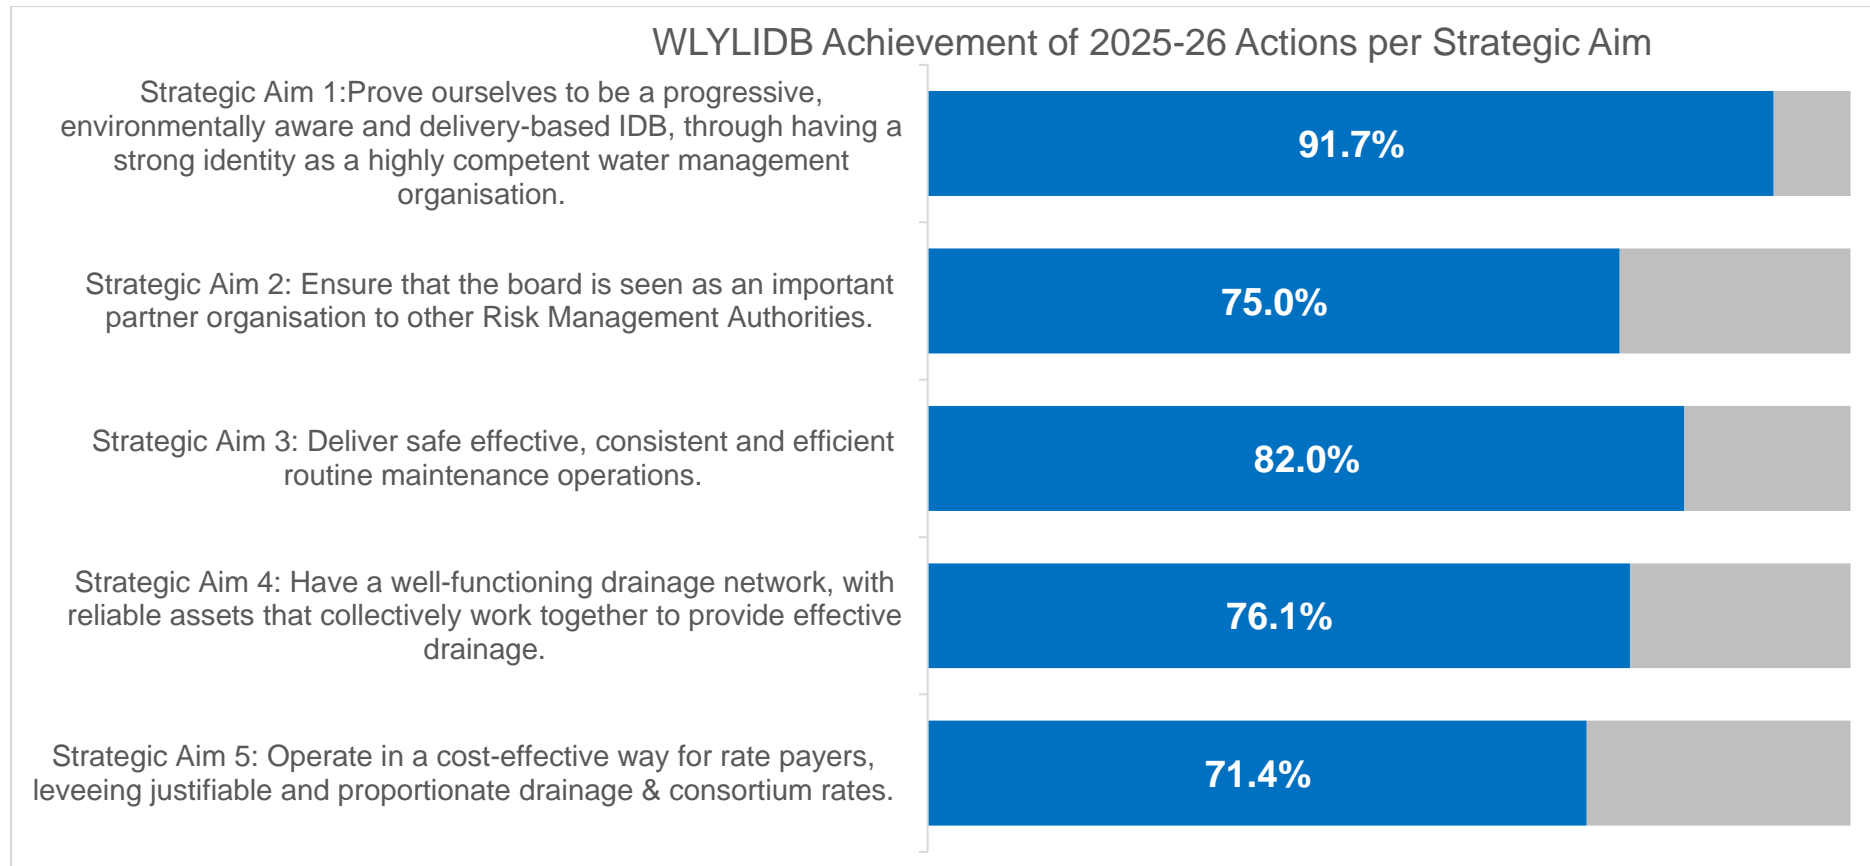 WLYLIDB Achievement of 2025-26 Actions per Strategic Aim
Strategic Aim 1:Prove ourselves to be a progressive,
environmentally aware and delivery-based IDB, through having a
strong identity as a highly competent water management
organisation.
91.7%
Strategic Aim 2: Ensure that the board is seen as an important
partner organisation to other Risk Management Authorities.
75.0%
Strategic Aim 3: Deliver safe effective, consistent and efficient
routine maintenance operations.
82.0%
Strategic Aim 4: Have a well-functioning drainage network, with
reliable assets that collectively work together to provide effective
drainage.
76.1%
Strategic Aim 5: Operate in a cost-effective way for rate payers,
leveeing justifiable and proportionate drainage & consortium rates.
71.4%